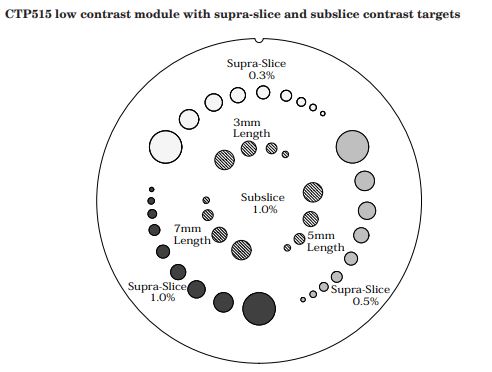 CTP515 low contrast module with supra-slice and subslice contrast targets
Supra-Slice
0.3%
3mm
Length
Subslice
1.0%
7mm
Length
5mm
Length
Supra-Slice
1.0%
Supra-Slice
0.5%